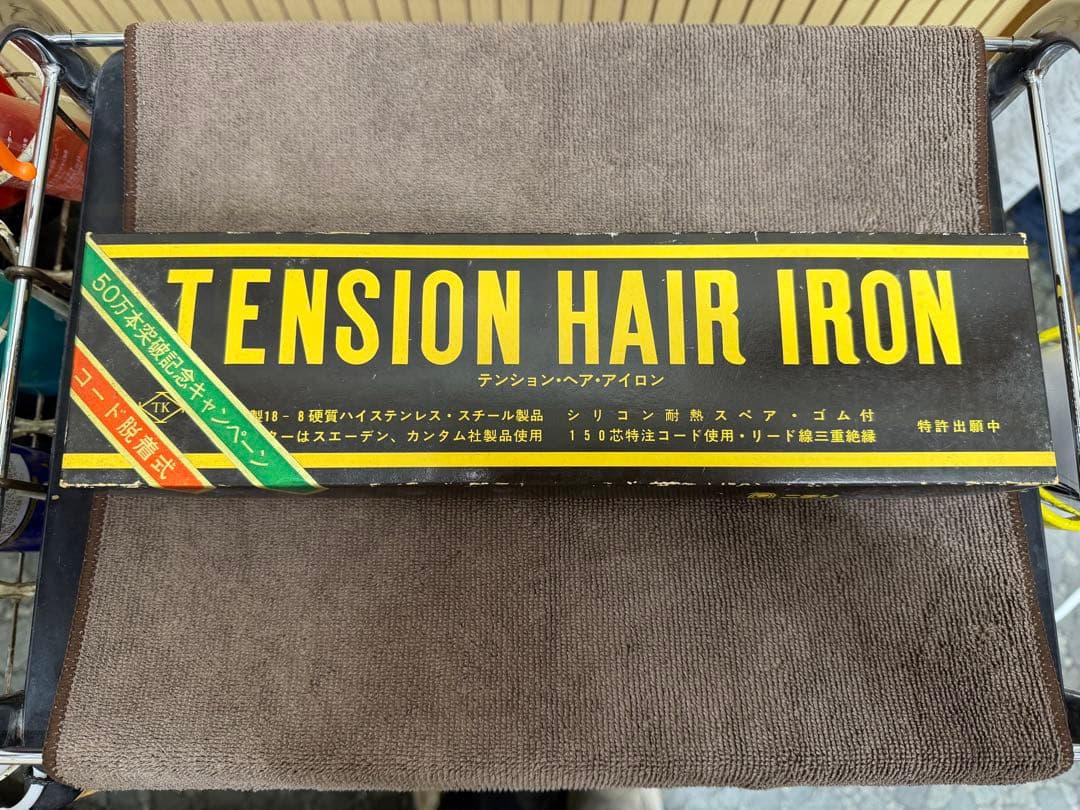 TENSION HAIR IRON
テンション・ヘア・アイロン
50万本突破記念キャンペーン
コード脱着式
TK
製18-8硬質ハイステンレス・スチール製品 シリコン耐熱スペア・ゴム付
ターはスエーデン、カンタム社製品使用 150芯特注コード使用・リード線三重絶縁
特許出願中